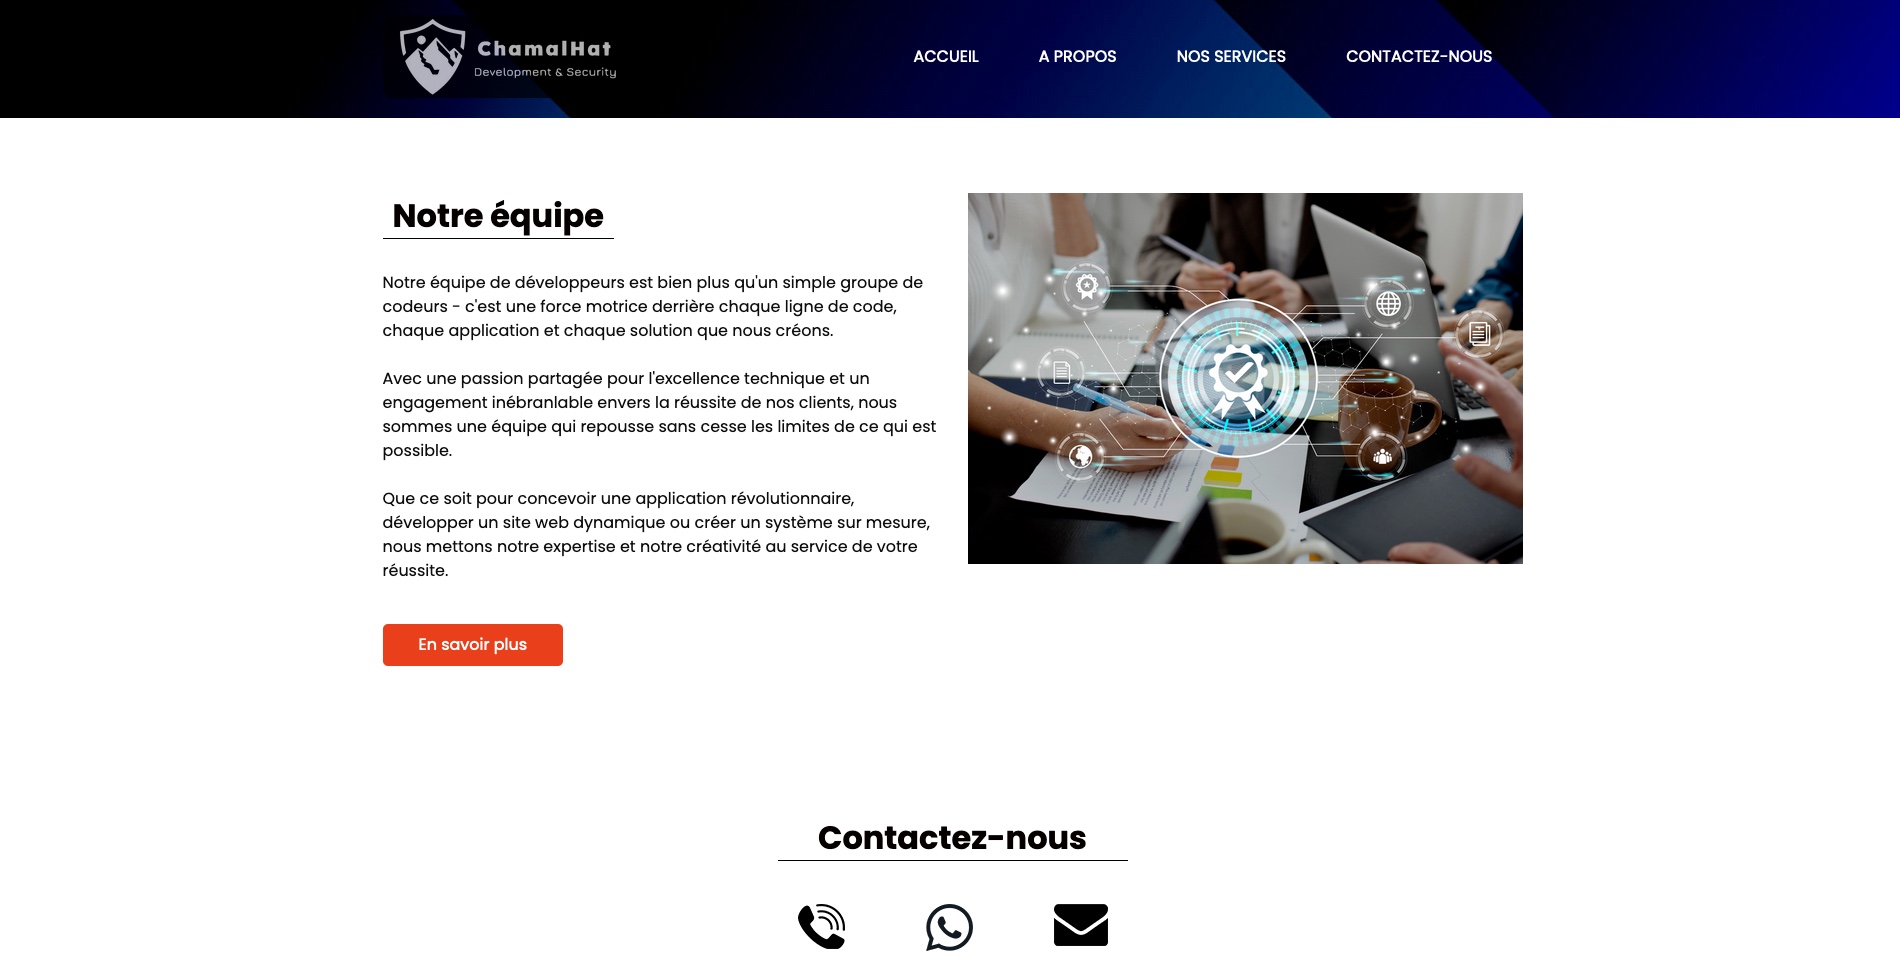 ChamalHat
Development & Security
ACCUEIL
A PROPOS
NOS SERVICES
CONTACTEZ-NOUS
Notre équipe
Notre équipe de développeurs est bien plus qu'un simple groupe de
codeurs - c'est une force motrice derrière chaque ligne de code,
chaque application et chaque solution que nous créons.
Avec une passion partagée pour l'excellence technique et un
engagement inébranlable envers la réussite de nos clients, nous
sommes une équipe qui repousse sans cesse les limites de ce qui est
possible.
Que ce soit pour concevoir une application révolutionnaire,
développer un site web dynamique ou créer un système sur mesure,
nous mettons notre expertise et notre créativité au service de votre
réussite.
En savoir plus
Contactez-nous